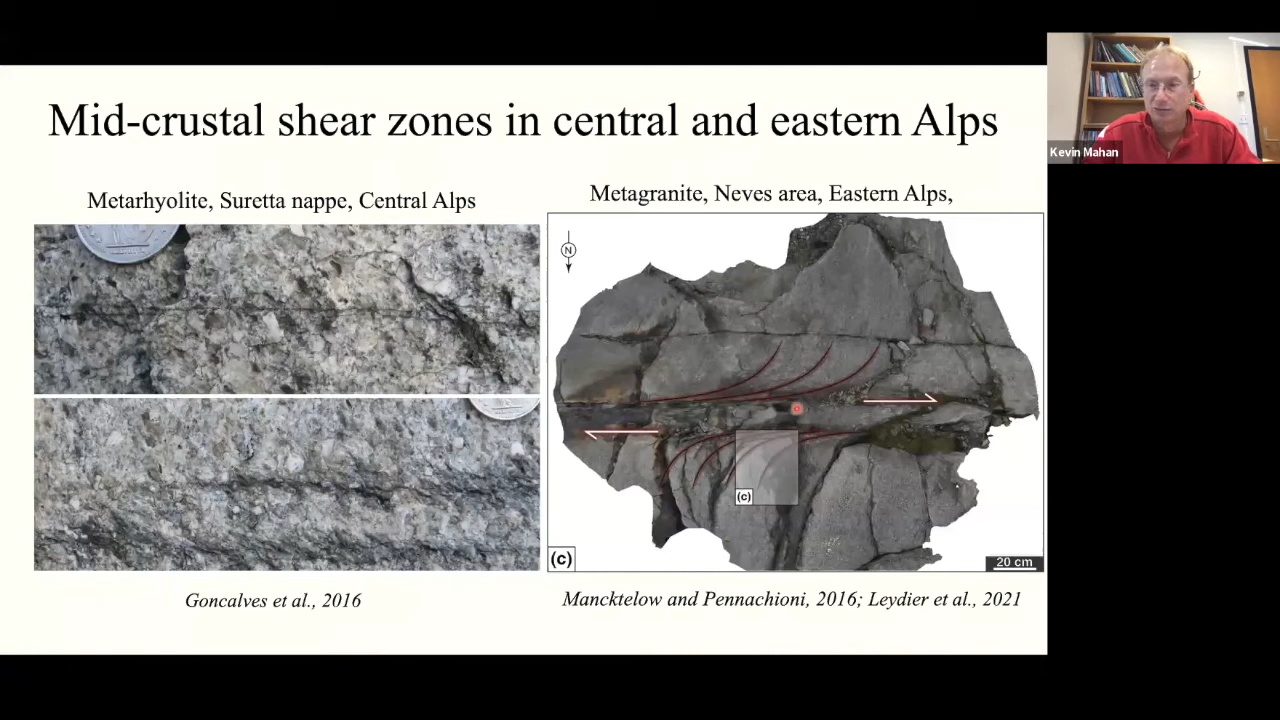 Mid-crustal shear zones in central and eastern Alps
Kevin Mahan
Metarhyolite, Suretta nappe, Central Alps
Metagranite, Neves area, Eastern Alps,
N
(c)
(c)
20 cm
Goncalves et al., 2016
Mancktelow and Pennachioni, 2016; Leydier et al., 2021